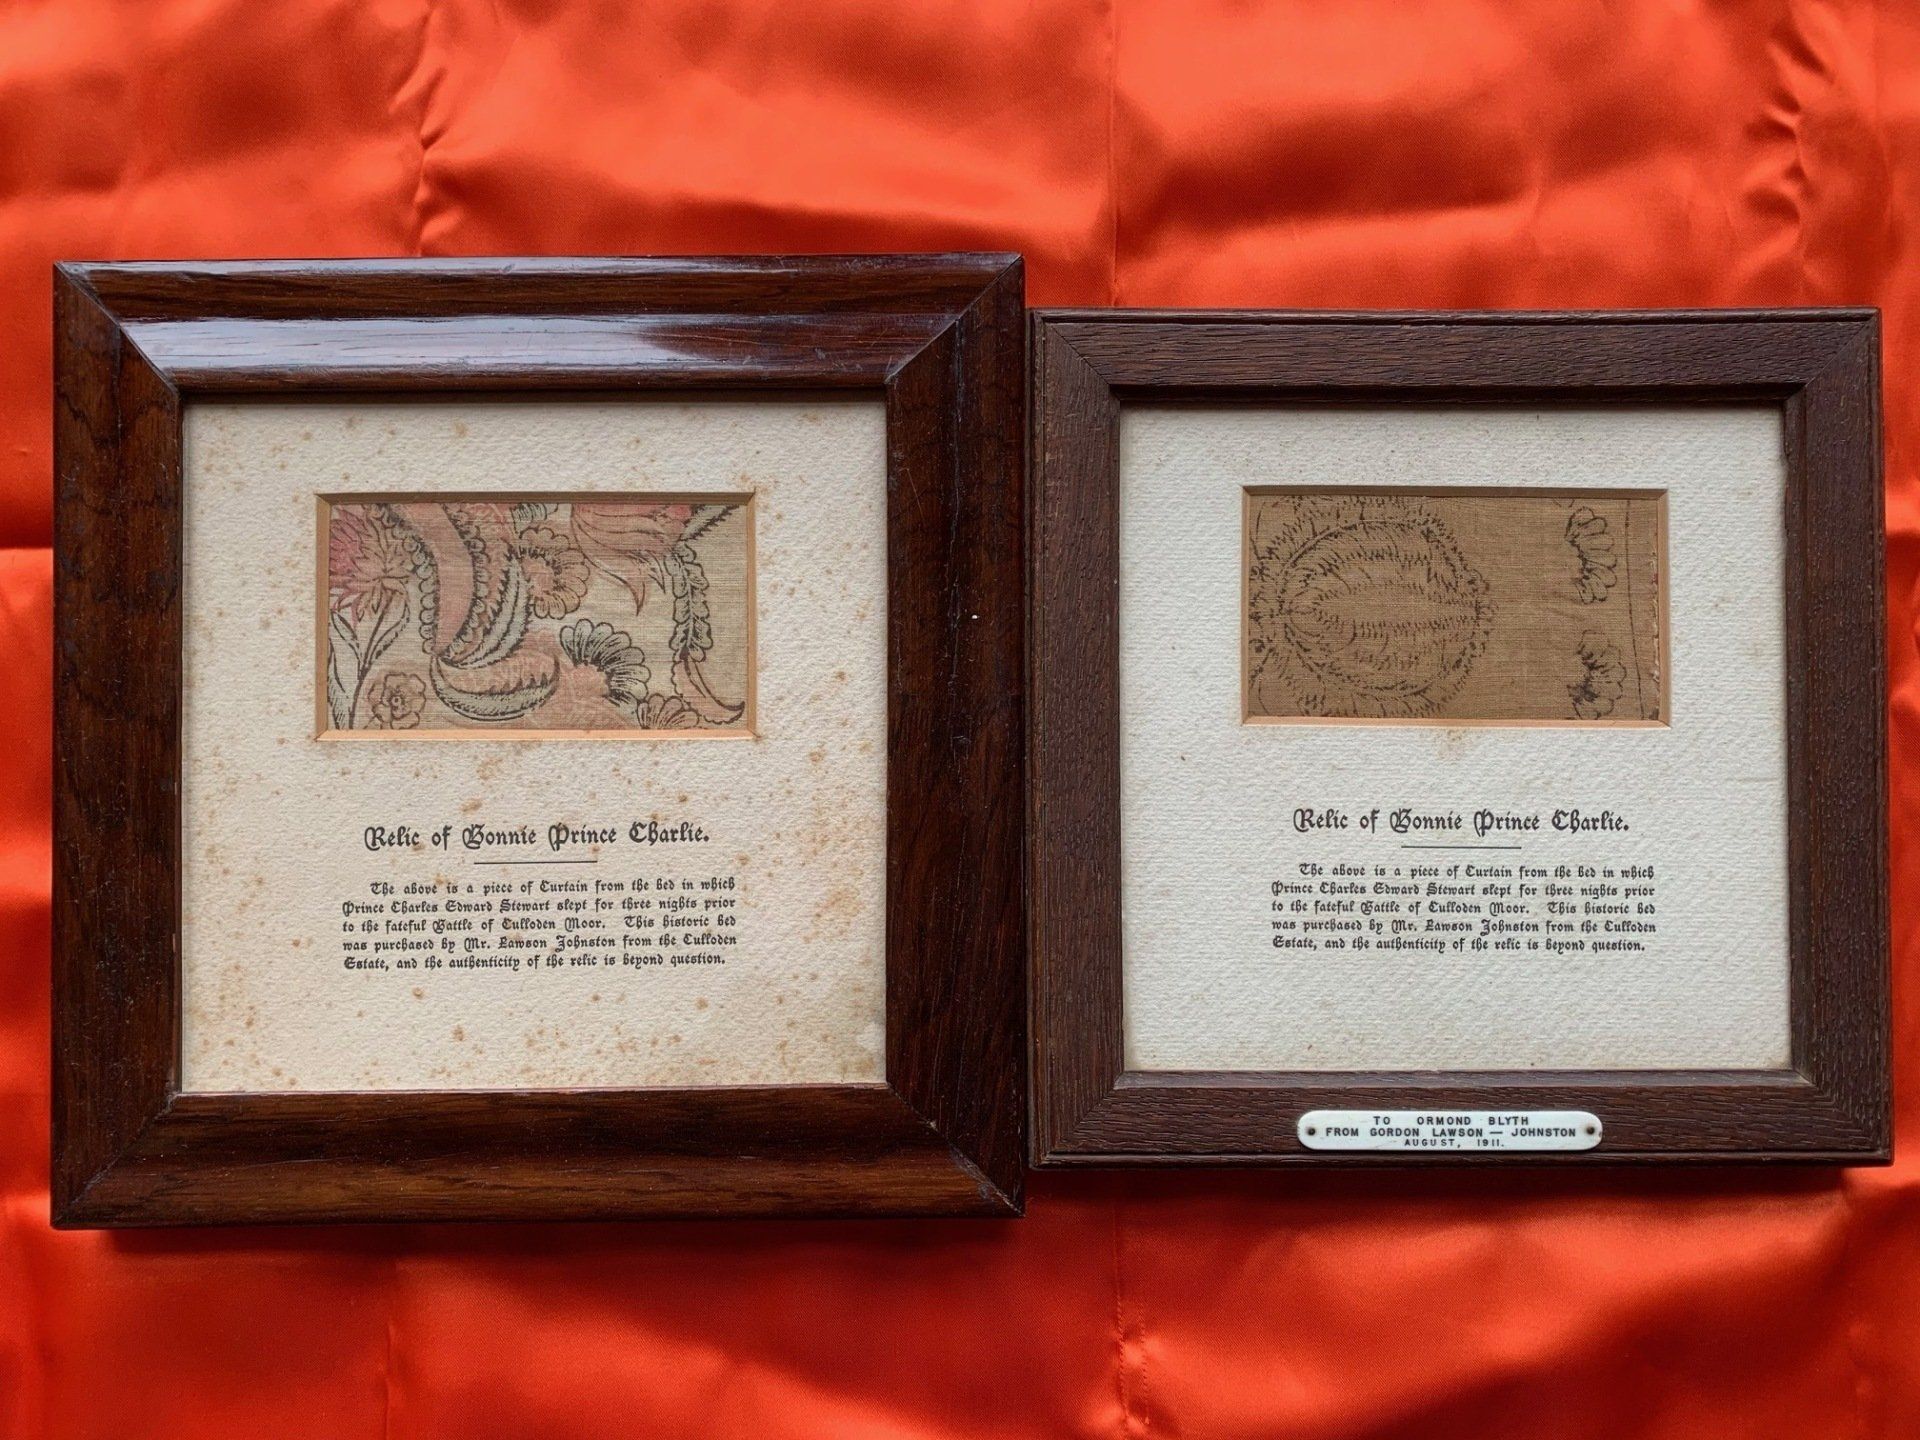 Relic of Bonnie Prince Charlie.
The above is a piece of Curtain from the bed in which
Prince Charles Edward Stewart slept for three nights prior
to the fateful Battle of Culloden Moor. This historic bed
was purchased by Mr. Lawson Johnston from the Culloden
Estate, and the authenticity of the relic is beyond question.
Relic of Bonnie Prince Charlie.
The above is a piece of Curtain from the bed in which
Prince Charles Edward Stewart slept for three nights prior
to the fateful Battle of Culloden Moor. This historic bed
was purchased by Mr. Lawson Johnston from the Culloden
Estate, and the authenticity of the relic is beyond question.
TO ORMOND BLYTH
FROM GORDON LAWSON — JOHNSTON
AUGUST, 1911.